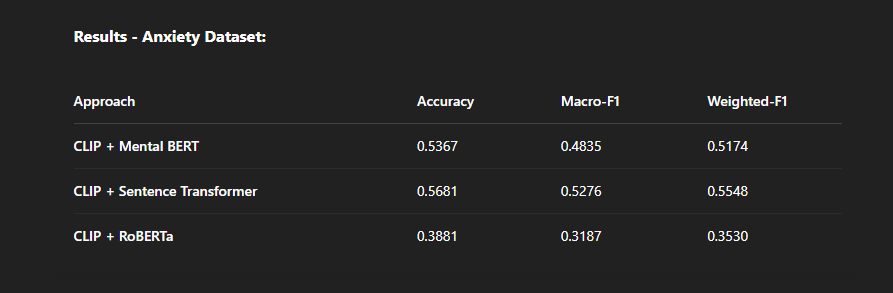 Results - Anxiety Dataset:
Approach Accuracy Macro-F1 Weighted-F1
CLIP + Mental BERT 0.5367 0.4835 0.5174
CLIP + Sentence Transformer 0.5681 0.5276 0.5548
CLIP + RoBERTa 0.3881 0.3187 0.3530